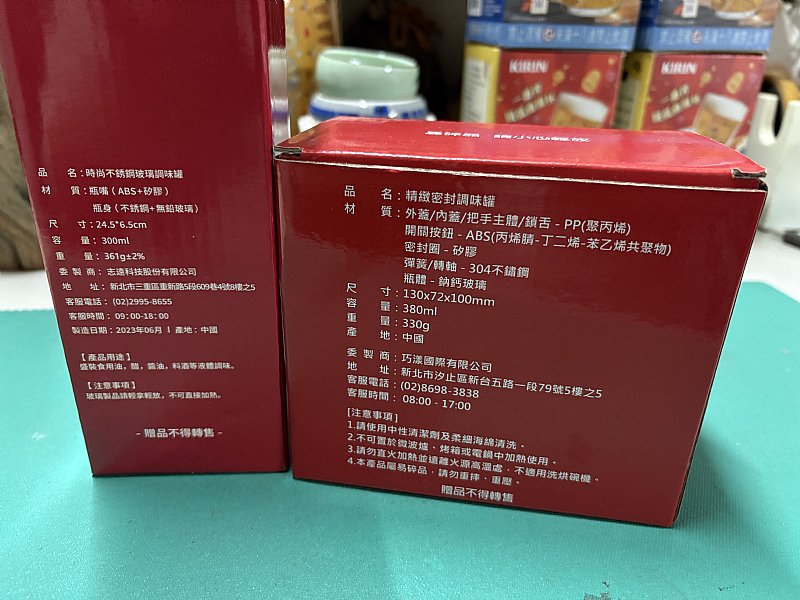 品 名：時尚不銹鋼玻璃調味罐
材 質：瓶嘴（ABS+矽膠）
瓶身（不銹鋼+無鉛玻璃）
尺 寸：24.5*6.5cm
容 量：300ml
重 量：361g±2%
委 製 商：志遠科技股份有限公司
地 址：新北市三重區重新路5段609巷4號8樓之5
客服電話：(02)2995-8655
客服時間：09:00-18:00
製造日期：2023年06月 | 產地：中國
【產品用途】
盛裝食用油，醋，醬油，料酒等液體調味。
【注意事項】
玻璃製品請輕拿輕放，不可直接加熱。
- 贈品不得轉售 -
品 名：精緻密封調味罐
材 質：外蓋/內蓋/把手主體/鎖舌 - PP(聚丙烯)
開關按鈕 - ABS(丙烯腈-丁二烯-苯乙烯共聚物)
密封圈 - 矽膠
彈簧/轉軸 - 304不鏽鋼
瓶體 - 鈉鈣玻璃
尺 寸：130x72x100mm
容 量：380ml
重 量：330g
產 地：中國
委 製 商：巧漾國際有限公司
地 址：新北市汐止區新台五路一段79號5樓之5
客服電話：(02)8698-3838
客服時間： 08:00 - 17:00
[注意事項]
1.請使用中性清潔劑及柔細海綿清洗。
2.不可置於微波爐、烤箱或電鍋中加熱使用。
3.請勿直火加熱並遠離火源高溫處，不適用洗烘碗機。
4.本產品屬易碎品，請勿重摔、重壓。
贈品不得轉售
KIRIN
KIRIN